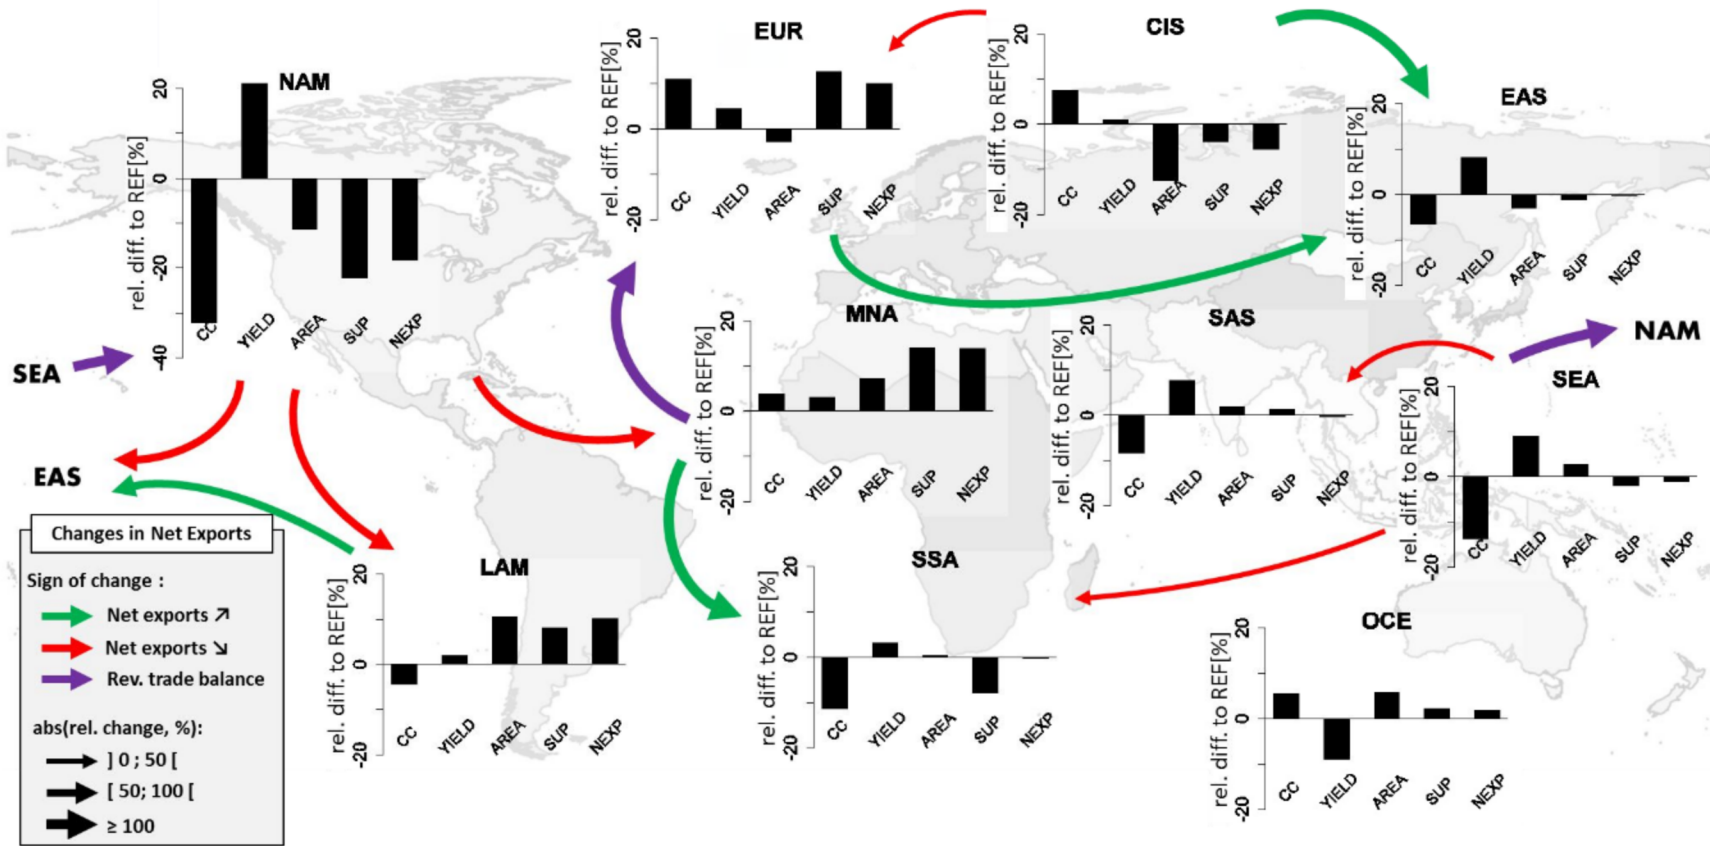 EUR
20
0
-20
rel. diff. to REF[%]
CC
YIELD
AREA
SUP
NEXP
CIS
20
0
-20
rel. diff. to REF[%]
CC
YIELD
AREA
SUP
NEXP
NAM
20
0
-20
-40
rel. diff. to REF[%]
CC
YIELD
AREA
SUP
NEXP
EAS
20
0
-20
rel. diff. to REF[%]
CC
YIELD
AREA
SUP
NEXP
MNA
20
0
-20
rel. diff. to REF[%]
CC
YIELD
AREA
SUP
NEXP
SAS
20
0
-20
rel. diff. to REF[%]
CC
YIELD
AREA
SUP
NEXP
NAM
SEA
SEA
20
0
-20
rel. diff. to REF[%]
CC
YIELD
AREA
SUP
NEXP
EAS
LAM
20
0
-20
rel. diff. to REF[%]
CC
YIELD
AREA
SUP
NEXP
SSA
20
0
-20
rel. diff. to REF[%]
CC
YIELD
AREA
SUP
NEXP
OCE
20
0
-20
rel. diff. to REF[%]
CC
YIELD
AREA
SUP
NEXP
Changes in Net Exports
Sign of change :
Net exports ↗
Net exports ↘
Rev. trade balance
abs(rel. change, %):
] 0 ; 50 [
[ 50; 100 [
≥ 100